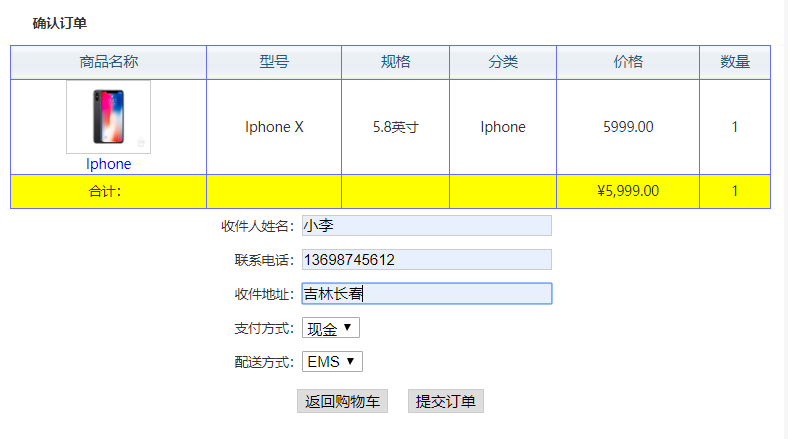 确认订单
商品名称 型号 规格 分类 价格 数量
Iphone X 5.8英寸 Iphone 5999.00 1
Iphone
合计： ¥5,999.00 1
收件人姓名：小李
联系电话：13698745612
收件地址：吉林长春
支付方式：现金
配送方式：EMS
返回购物车 提交订单